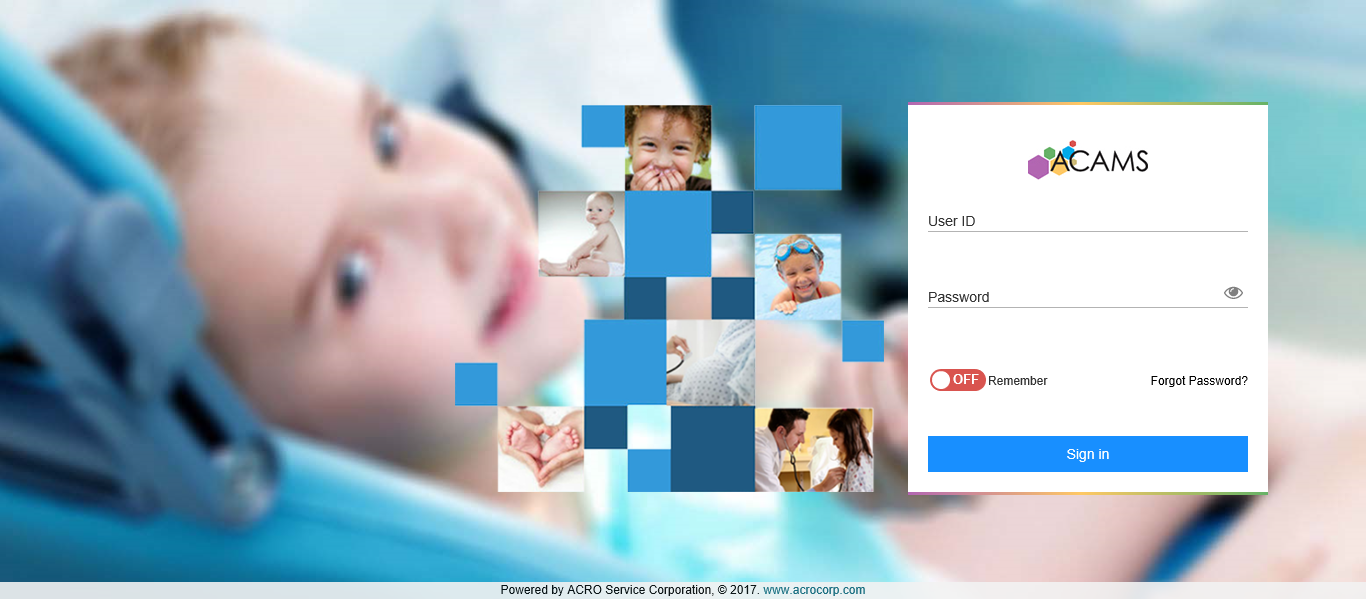 ACAMS
User ID
Password
OFF Remember Forgot Password?
Sign in
Powered by ACRO Service Corporation, © 2017. www.acrocorp.com